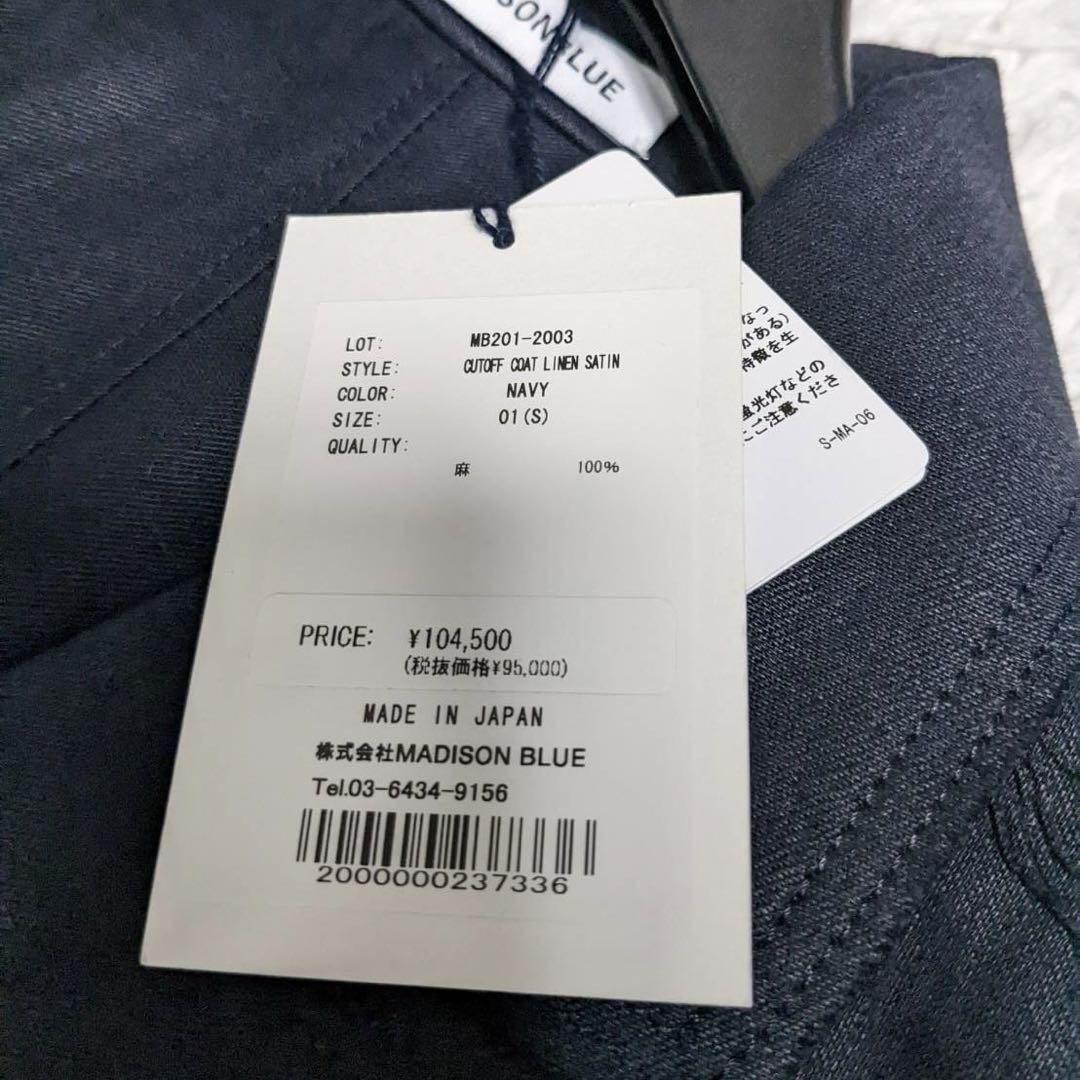 SON BLUE
LOT: MB201-2003
STYLE: CUTOFF COAT LINEN SATIN
COLOR: NAVY
SIZE: 01(S)
QUALITY:
麻 100%
PRICE: ¥104,500
(税抜価格¥95,000)
MADE IN JAPAN
株式会社MADISON BLUE
Tel.03-6434-9156
2000000237336
なっ
がある)
特徴を生
蛍光灯などの
にご注意くださ
S-MA-06